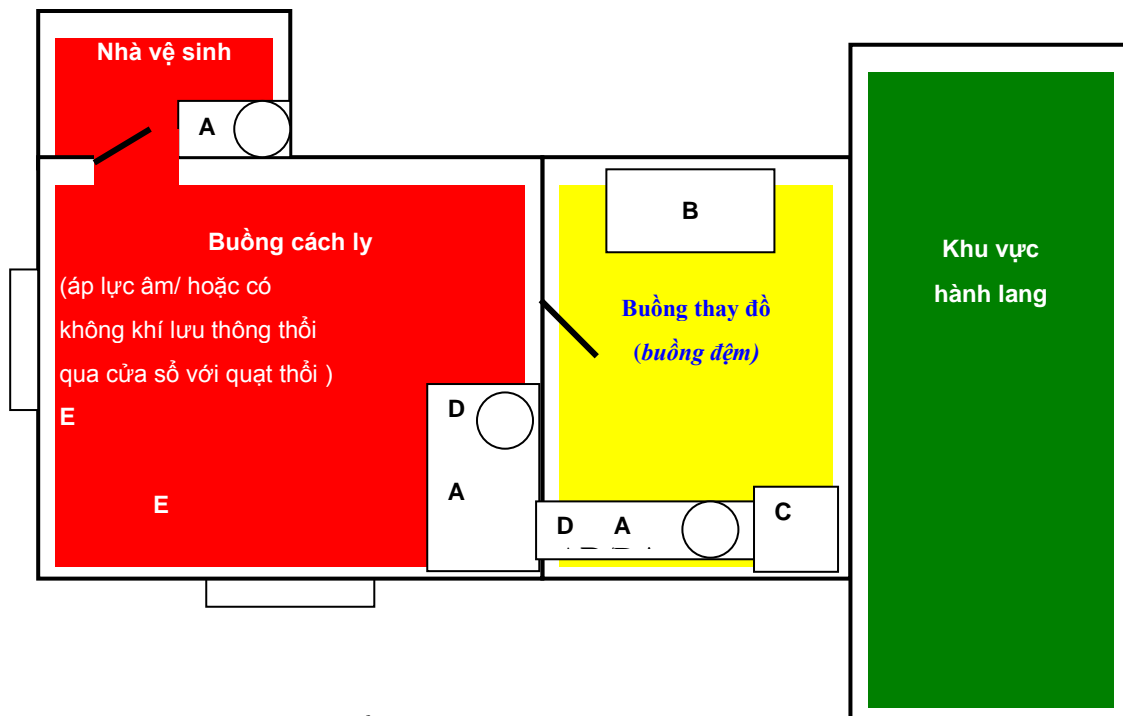 Nhà vệ sinh
A
B
Buồng cách ly
(áp lực âm/ hoặc có
không khí lưu thông thổi
qua cửa sổ với quạt thổi )
E
E
D
A
Buồng thay đồ
(buồng đệm)
D A
C
Khu vực
hành lang